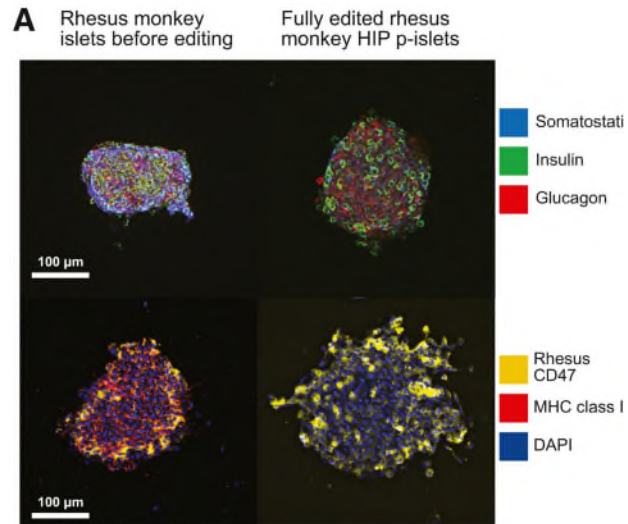 A
Rhesus monkey
islets before editing
Fully edited rhesus
monkey HIP p-islets
Somatostati
Insulin
Glucagon
100 µm
Rhesus
CD47
MHC class I
DAPI
100 µm